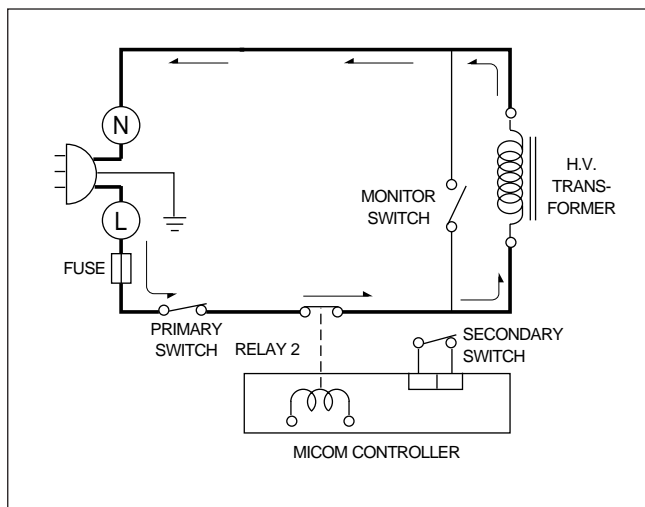 N
L
FUSE
MONITOR
SWITCH
H.V.
TRANS-
FORMER
PRIMARY
SWITCH
RELAY 2
SECONDARY
SWITCH
MICOM CONTROLLER